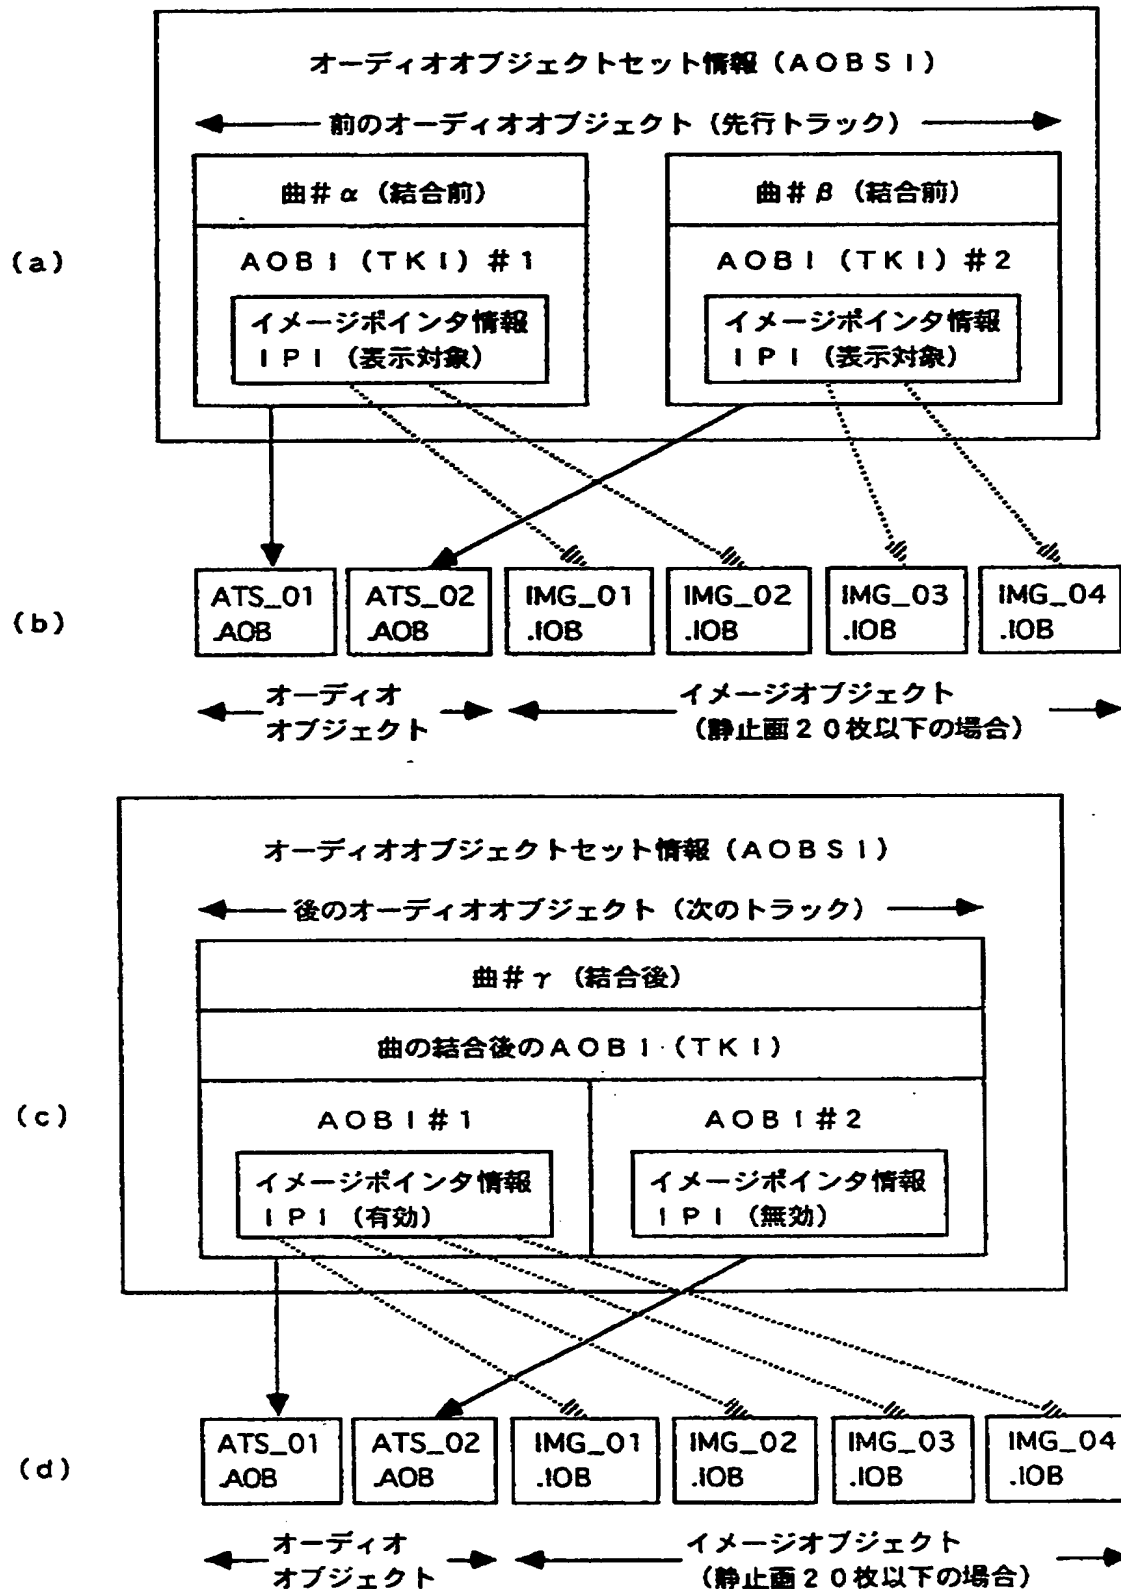 オーディオオブジェクトセット情報（AOBSI）
前のオーディオオブジェクト（先行トラック）
曲＃α（結合前）
曲＃β（結合前）
(a)
AOBI（TKI）＃1
AOBI（TKI）＃2
イメージポインタ情報
IPI（表示対象）
イメージポインタ情報
IPI（表示対象）
(b)
ATS_01
.AOB
ATS_02
.AOB
IMG_01
.IOB
IMG_02
.IOB
IMG_03
.IOB
IMG_04
.IOB
オーディオ
オブジェクト
イメージオブジェクト
（静止画20枚以下の場合）
オーディオオブジェクトセット情報（AOBSI）
後のオーディオオブジェクト（次のトラック）
曲＃γ（結合後）
曲の結合後のAOBI（TKI）
(c)
AOBI＃1
AOBI＃2
イメージポインタ情報
IPI（有効）
イメージポインタ情報
IPI（無効）
(d)
ATS_01
.AOB
ATS_02
.AOB
IMG_01
.IOB
IMG_02
.IOB
IMG_03
.IOB
IMG_04
.IOB
オーディオ
オブジェクト
イメージオブジェクト
（静止画20枚以下の場合）